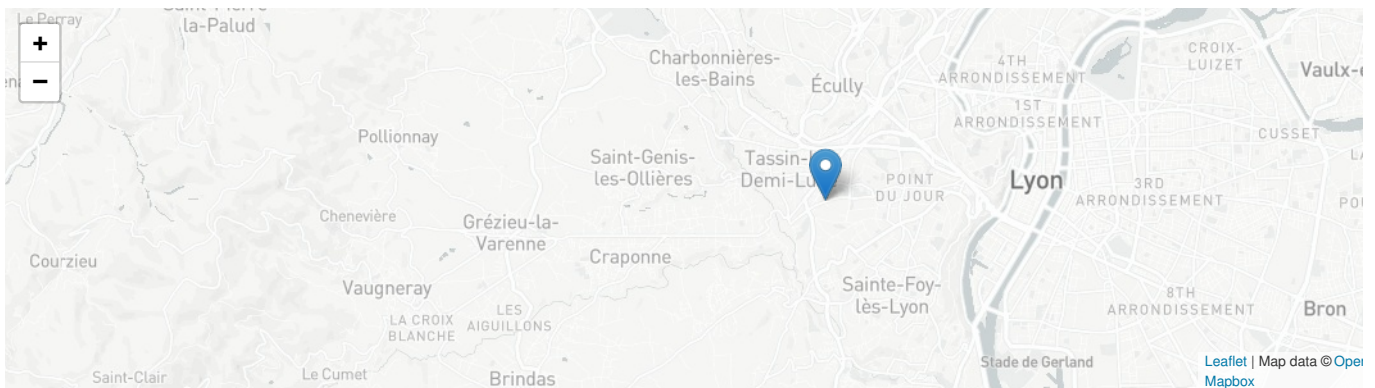 Le Perray
la-Palud
+
−
Charbonnières-
les-Bains
Écully
4TH
ARRONDISSEMENT
CROIX-
LUIZET
Vaulx-e
1ST
ARRONDISSEMENT
CUSSET
Pollionnay
Saint-Genis-
les-Ollières
Tassin-
Demi-Lu
POINT
DU JOUR
Lyon
3RD
ARRONDISSEMENT
Chenevière
Grézieu-la-
Varenne
Craponne
Courzieu
Vaugneray
Sainte-Foy-
lès-Lyon
LES
AIGUILLONS
LA CROIX
BLANCHE
8TH
ARRONDISSEMENT
Bron
Saint-Clair
Le Cumet
Brindas
Stade de Gerland
Leaflet | Map data © Oper
Mapbox